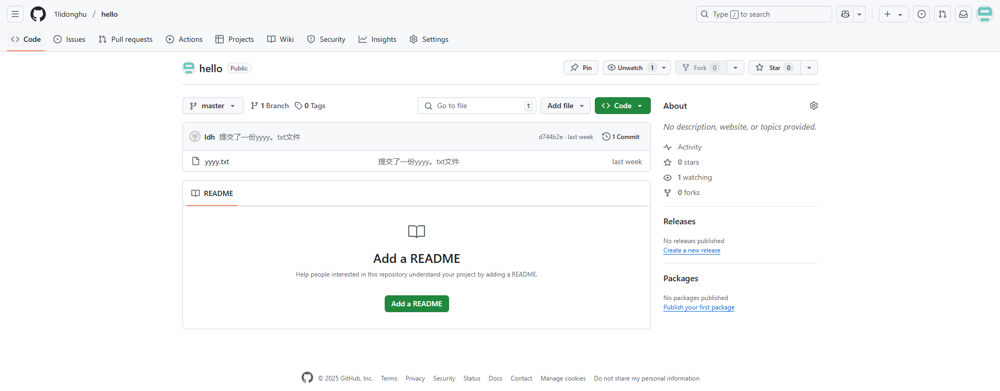 1lidonghu / hello
Type / to search
Code Issues Pull requests Actions Projects Wiki Security Insights Settings
hello Public
Pin Unwatch 1 Fork 0 Star 0
master 1 Branch 0 Tags Go to file t Add file Code
ldh 提交了一份yyyy。txt文件 d744b2e · last week 1 Commit
yyyy.txt 提交了一份yyyy。txt文件 last week
README
Add a README
Help people interested in this repository understand your project by adding a README.
Add a README
About
No description, website, or topics provided.
Activity
0 stars
1 watching
0 forks
Releases
No releases published
Create a new release
Packages
No packages published
Publish your first package
© 2025 GitHub, Inc. Terms Privacy Security Status Docs Contact Manage cookies Do not share my personal information